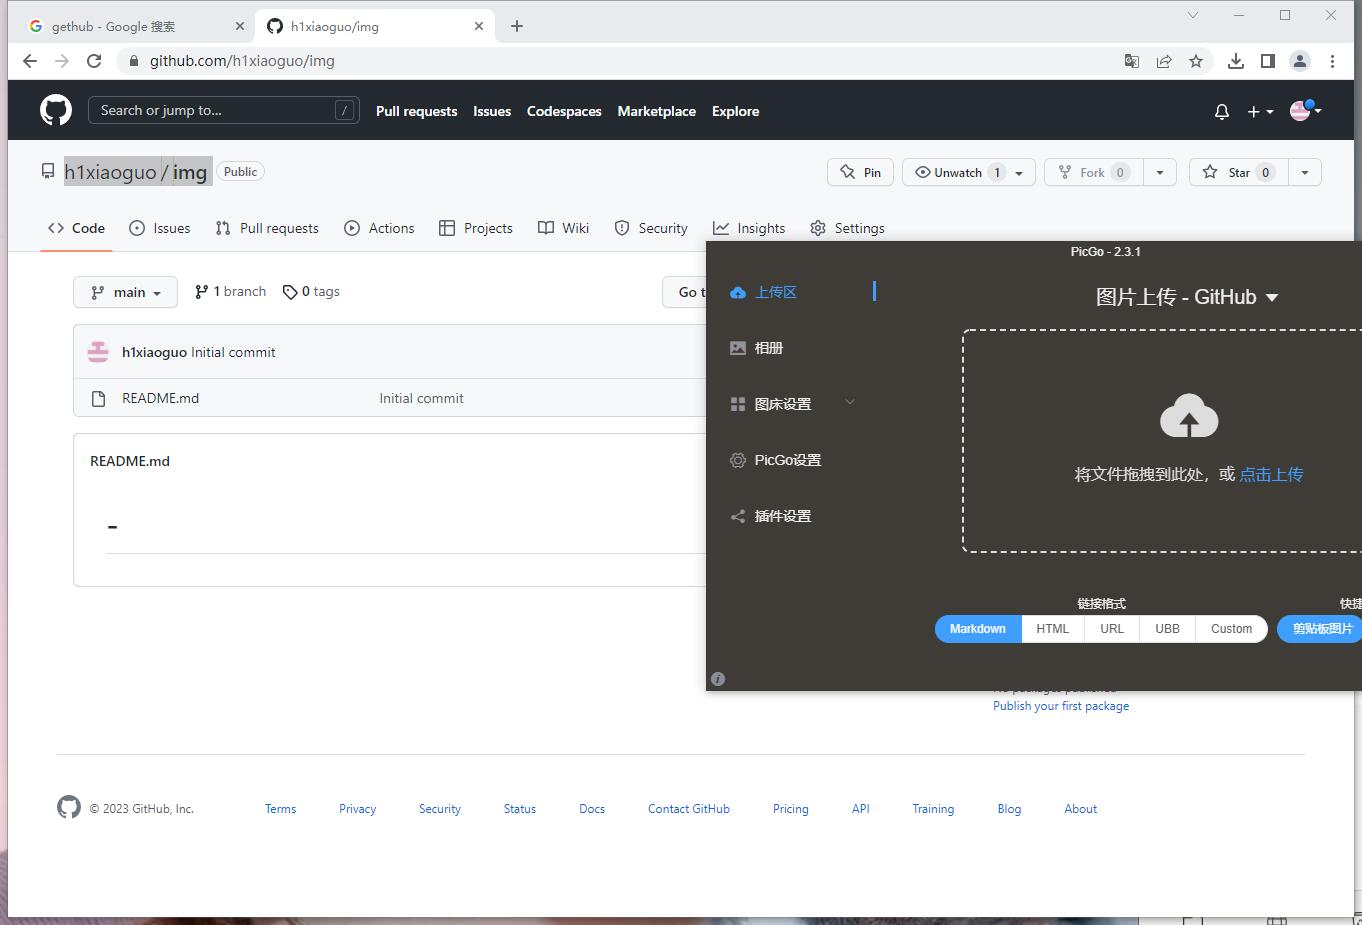 gethub - Google 搜索
h1xiaoguo/img
github.com/h1xiaoguo/img
Search or jump to...
/
Pull requests
Issues
Codespaces
Marketplace
Explore
h1xiaoguo / img
Public
Pin
Unwatch 1
Fork 0
Star 0
Code
Issues
Pull requests
Actions
Projects
Wiki
Security
Insights
Settings
main
1 branch
0 tags
Go t
h1xiaoguo Initial commit
README.md
Initial commit
README.md
-
PicGo - 2.3.1
上传区
相册
图床设置
PicGo设置
插件设置
图片上传 - GitHub
将文件拖拽到此处，或 点击上传
链接格式
快捷
Markdown
HTML
URL
UBB
Custom
剪贴板图片
No packages published
Publish your first package
© 2023 GitHub, Inc.
Terms
Privacy
Security
Status
Docs
Contact GitHub
Pricing
API
Training
Blog
About